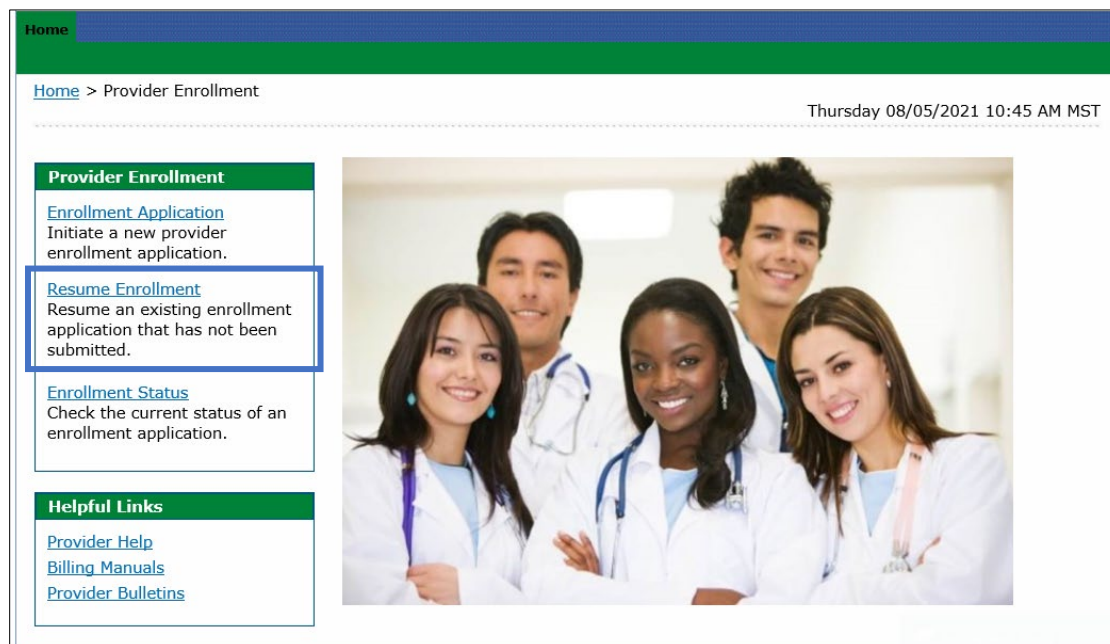 Home
Home > Provider Enrollment
Thursday 08/05/2021 10:45 AM MST
Provider Enrollment
Enrollment Application
Initiate a new provider
enrollment application.
Resume Enrollment
Resume an existing enrollment
application that has not been
submitted.
Enrollment Status
Check the current status of an
enrollment application.
Helpful Links
Provider Help
Billing Manuals
Provider Bulletins